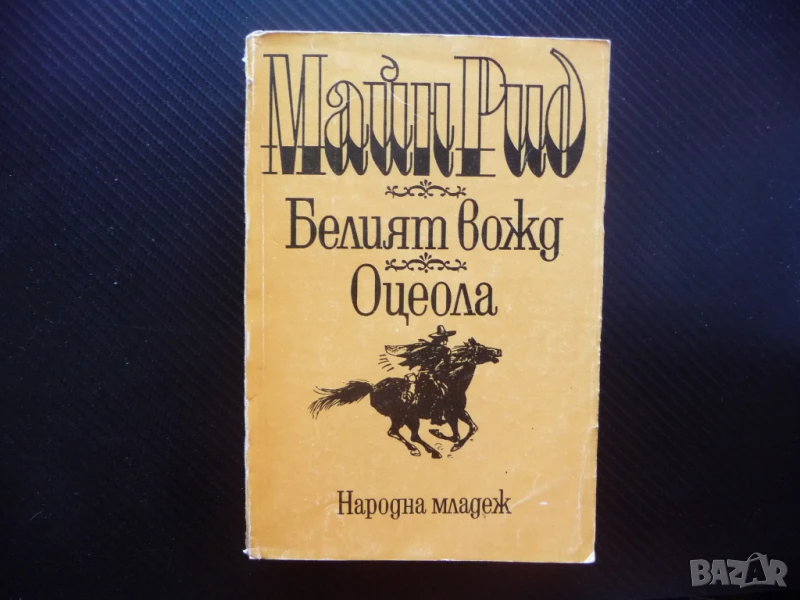 Майн Рид
Белият вожд
Оцеола
Народна младеж
BAZAR